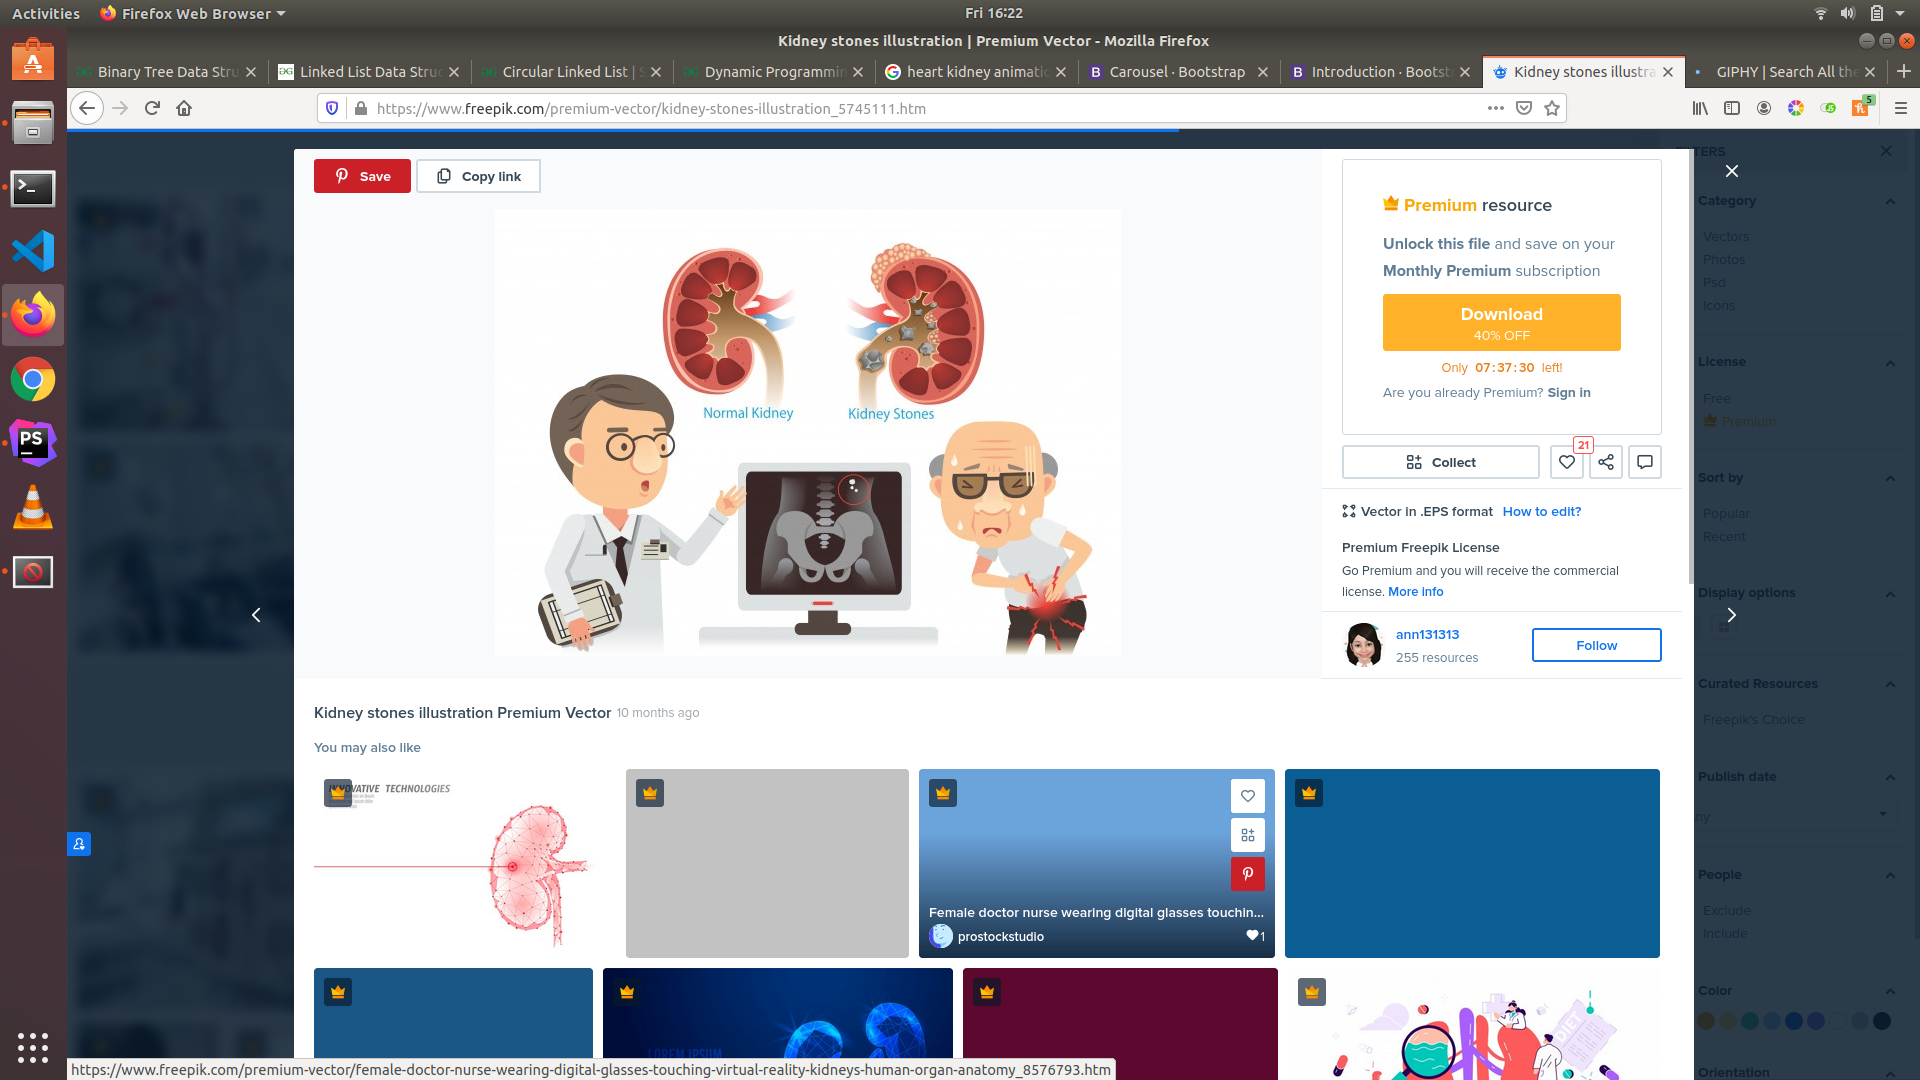 Activities
Firefox Web Browser
Fri 16:22
Kidney stones illustration | Premium Vector - Mozilla Firefox
Binary Tree Data Stru
Linked List Data Struc
Circular Linked List | S
Dynamic Programmin
heart kidney animatic
Carousel · Bootstrap
Introduction · Bootst
Kidney stones illustra
GIPHY | Search All the
https://www.freepik.com/premium-vector/kidney-stones-illustration_5745111.htm
5
Save
Copy link
Normal Kidney
Kidney Stones
Premium resource
Unlock this file and save on your
Monthly Premium subscription
Download
40% OFF
Only 07:37:30 left!
Are you already Premium? Sign in
Collect
21
Vector in .EPS format How to edit?
Premium Freepik License
Go Premium and you will receive the commercial
license. More info
ann131313
255 resources
Follow
TERS
Category
Vectors
Photos
Psd
Icons
License
Free
Premium
Sort by
Popular
Recent
Display options
Curated Resources
Freepik's Choice
Publish date
ny
People
Exclude
Include
Color
Orientation
Kidney stones illustration Premium Vector 10 months ago
You may also like
INNOVATIVE TECHNOLOGIES
Female doctor nurse wearing digital glasses touchin...
prostockstudio
1
LOREM IPSUM
DIET
PS
https://www.freepik.com/premium-vector/female-doctor-nurse-wearing-digital-glasses-touching-virtual-reality-kidneys-human-organ-anatomy_8576793.htm